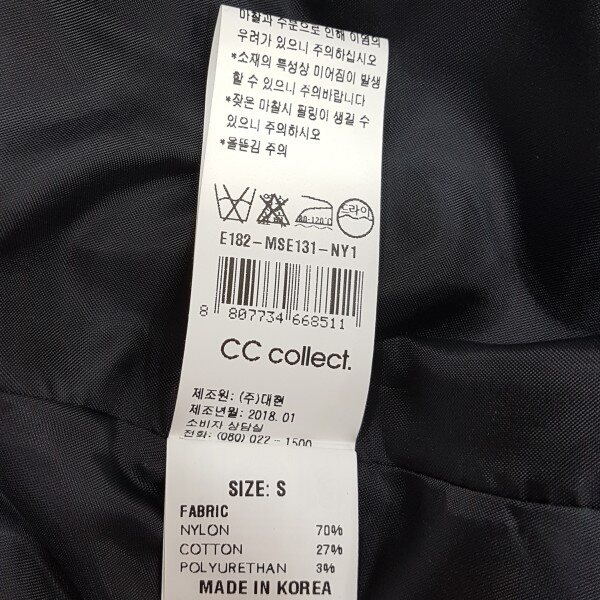 마찰과 수분으로 인해 이염의
우려가 있으니 주의하십시오
*소재의 특성상 미어짐이 발생
할 수 있으니 주의바랍니다
*잦은 마찰시 필링이 생길 수
있으니 주의하시오
*올뜯김 주의
80-120℃
드라이
E182-MSE131-NY1
8 807734 668511
CC collect.
제조원: (주)대현
제조년월: 2018.01
소비자 상담실
전화: (080) 022-1500
SIZE: S
FABRIC
NYLON 70%
COTTON 27%
POLYURETHAN 3%
MADE IN KOREA